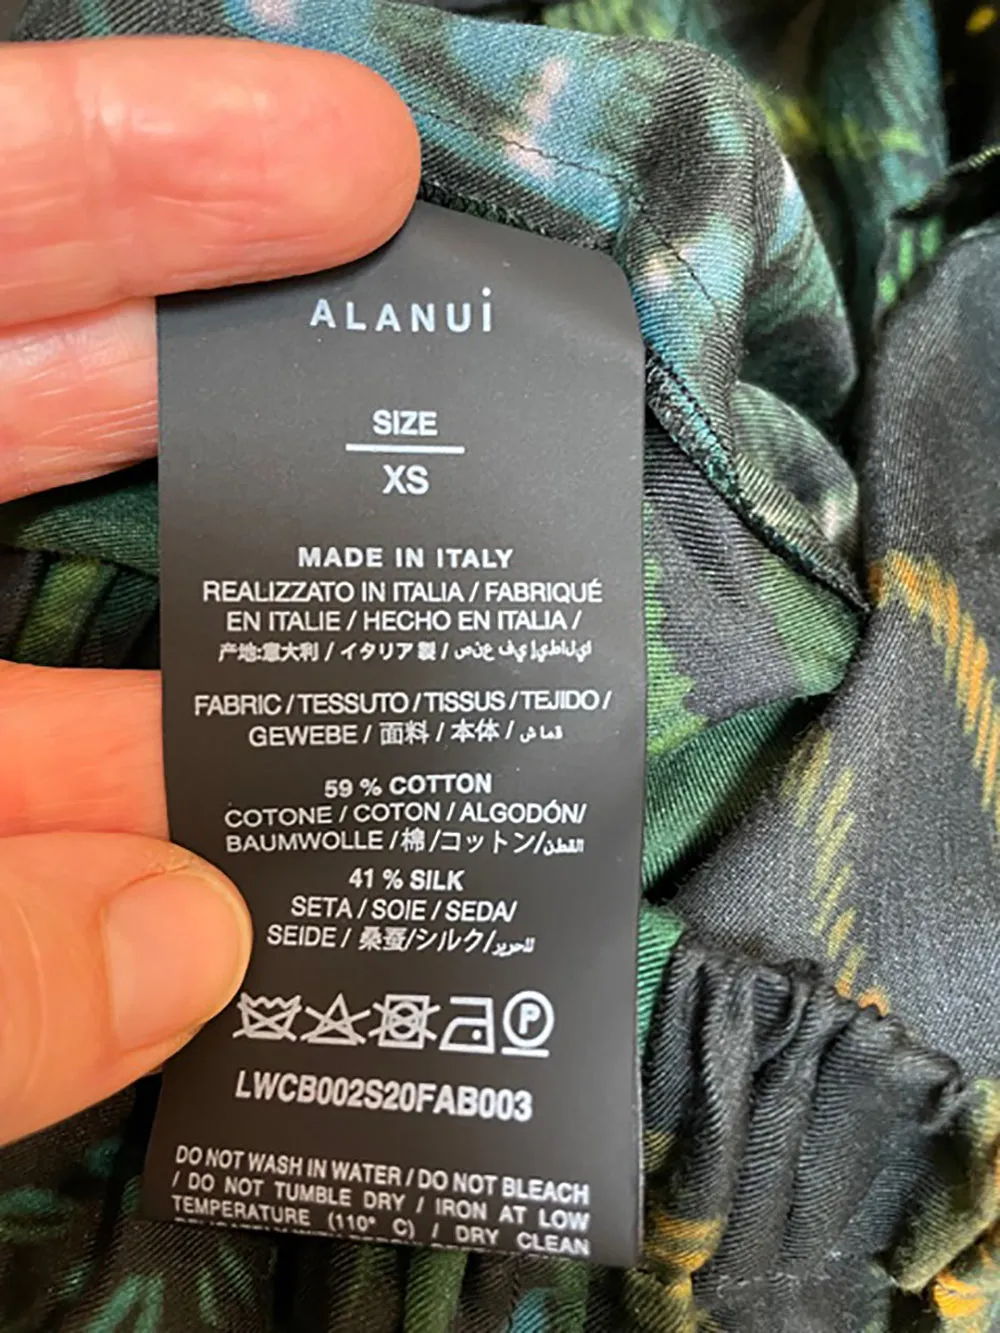 ALANUi
SIZE
XS
MADE IN ITALY
REALIZZATO IN ITALIA / FABRIQUÉ
EN ITALIE / HECHO EN ITALIA /
产地:意大利 / イタリア製 /
FABRIC / TESSUTO / TISSUS / TEJIDO /
GEWEBE / 面料 / 本体 / قماش
59 % COTTON
COTONE / COTON / ALGODÓN/
BAUMWOLLE / 棉 /コットン/القطن
41 % SILK
SETA / SOIE / SEDA/
SEIDE / 桑蚕/シルク/للحرير
P
LWCB002S20FAB003
DO NOT WASH IN WATER / DO NOT BLEACH
/ DO NOT TUMBLE DRY / IRON AT LOW
TEMPERATURE (110° C) / DRY CLEAN